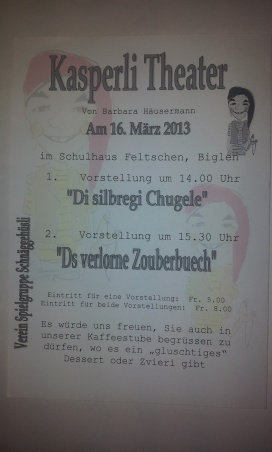 Kasperli Theater
Von Barbara Häusermann
Am 16. März 2013
im Schulhaus Feltschen, Biglen
1. Vorstellung um 14.00 Uhr
"Di silbregi Chugele"
2. Vorstellung um 15.30 Uhr
"Ds verlorne Zouberbuech"
Eintritt für eine Vorstellung: Fr. 5.00
Eintritt für beide Vorstellungen: Fr. 8.00
Es würde uns freuen, Sie auch in
unserer Kaffeestube begrüssen zu
dürfen, wo es ein „gluschtiges"
Dessert oder Zvieri gibt
Verein Spielgruppe Schnäggehüsli